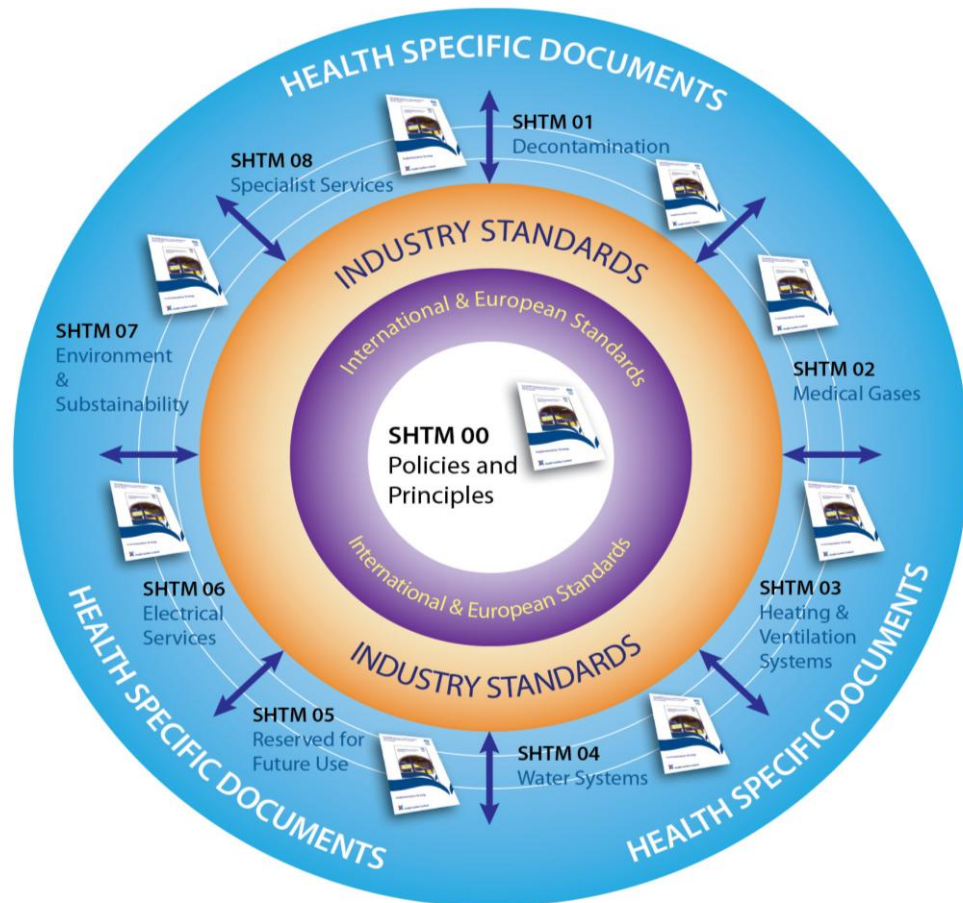 HEALTH SPECIFIC DOCUMENTS
SHTM 01
Decontamination
SHTM 08
Specialist Services
INDUSTRY STANDARDS
International & European Standards
SHTM 07
Environment
&
Substainability
SHTM 02
Medical Gases
SHTM 00
Policies and
Principles
International & European Standards
SHTM 06
Electrical
Services
SHTM 03
Heating &
Ventilation
Systems
INDUSTRY STANDARDS
SHTM 05
Reserved for
Future Use
SHTM 04
Water Systems
HEALTH SPECIFIC DOCUMENTS
HEALTH SPECIFIC DOCUMENTS